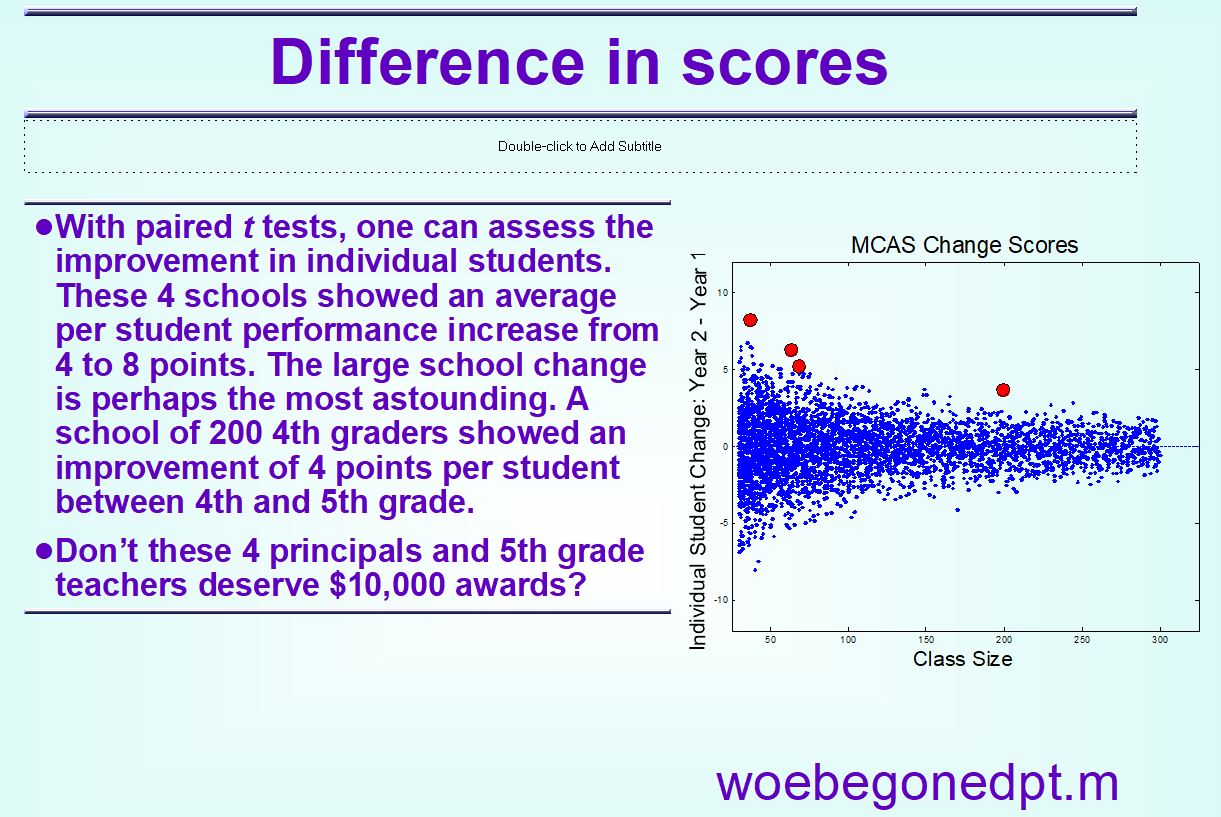 Difference in scores
Double-click to Add Subtitle
●With paired t tests, one can assess the
improvement in individual students.
These 4 schools showed an average
per student performance increase from
4 to 8 points. The large school change
is perhaps the most astounding. A
school of 200 4th graders showed an
improvement of 4 points per student
between 4th and 5th grade.
●Don’t these 4 principals and 5th grade
teachers deserve $10,000 awards?
MCAS Change Scores
Individual Student Change: Year 2 - Year 1
10
5
0
-5
-10
50 100 150 200 250 300
Class Size
woebegonedpt.m